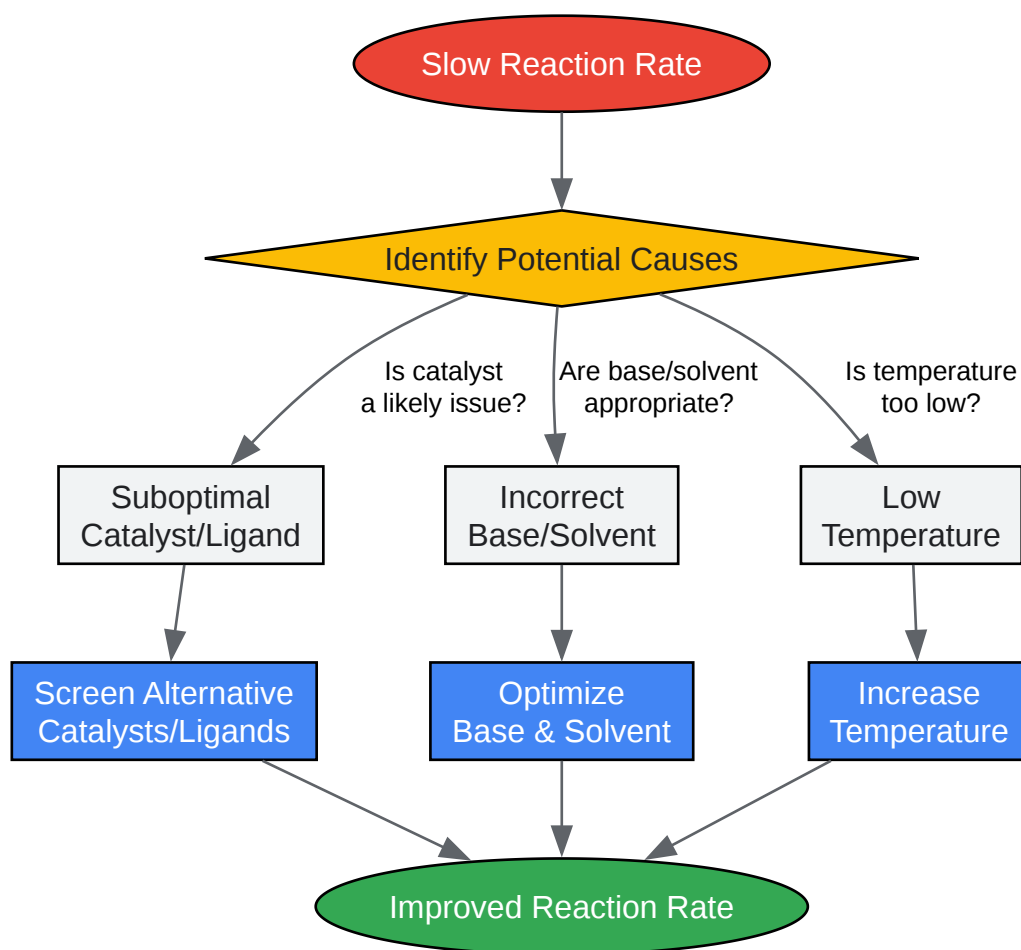 Slow Reaction Rate
Identify Potential Causes
Is catalyst
a likely issue?
Are base/solvent
appropriate?
Is temperature
too low?
Suboptimal
Catalyst/Ligand
Incorrect
Base/Solvent
Low
Temperature
Screen Alternative
Catalysts/Ligands
Optimize
Base & Solvent
Increase
Temperature
Improved Reaction Rate